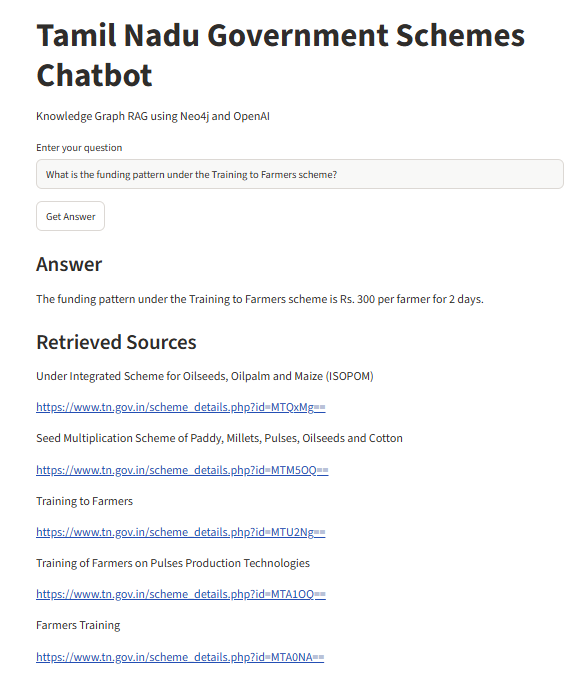 Tamil Nadu Government Schemes
Chatbot
Knowledge Graph RAG using Neo4j and OpenAI
Enter your question
What is the funding pattern under the Training to Farmers scheme?
Get Answer
Answer
The funding pattern under the Training to Farmers scheme is Rs. 300 per farmer for 2 days.
Retrieved Sources
Under Integrated Scheme for Oilseeds, Oilpalm and Maize (ISOPOM)
https://www.tn.gov.in/scheme_details.php?id=MTQxMg==
Seed Multiplication Scheme of Paddy, Millets, Pulses, Oilseeds and Cotton
https://www.tn.gov.in/scheme_details.php?id=MTM5OQ==
Training to Farmers
https://www.tn.gov.in/scheme_details.php?id=MTU2Ng==
Training of Farmers on Pulses Production Technologies
https://www.tn.gov.in/scheme_details.php?id=MTA1OQ==
Farmers Training
https://www.tn.gov.in/scheme_details.php?id=MTA0NA==